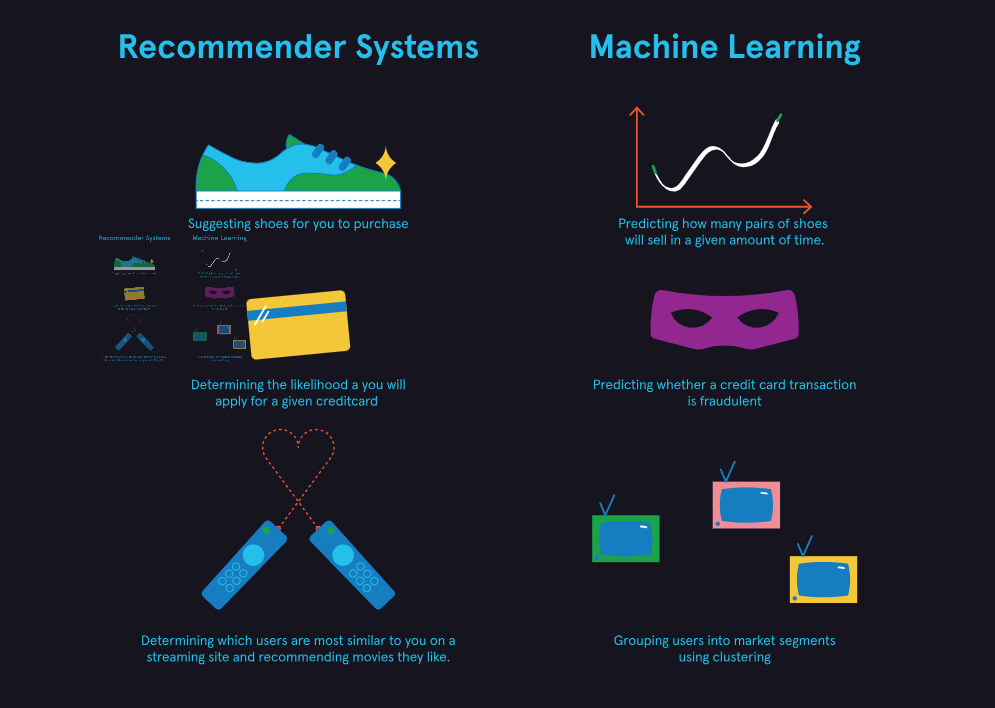 Recommender Systems
Machine Learning
Suggesting shoes for you to purchase
Predicting how many pairs of shoes
will sell in a given amount of time.
Recommender Systems
Machine Learning
Determining the likelihood a you will
apply for a given creditcard
Predicting whether a credit card transaction
is fraudulent
Determining which users are most similar to you on a
streaming site and recommending movies they like.
Grouping users into market segments
using clustering